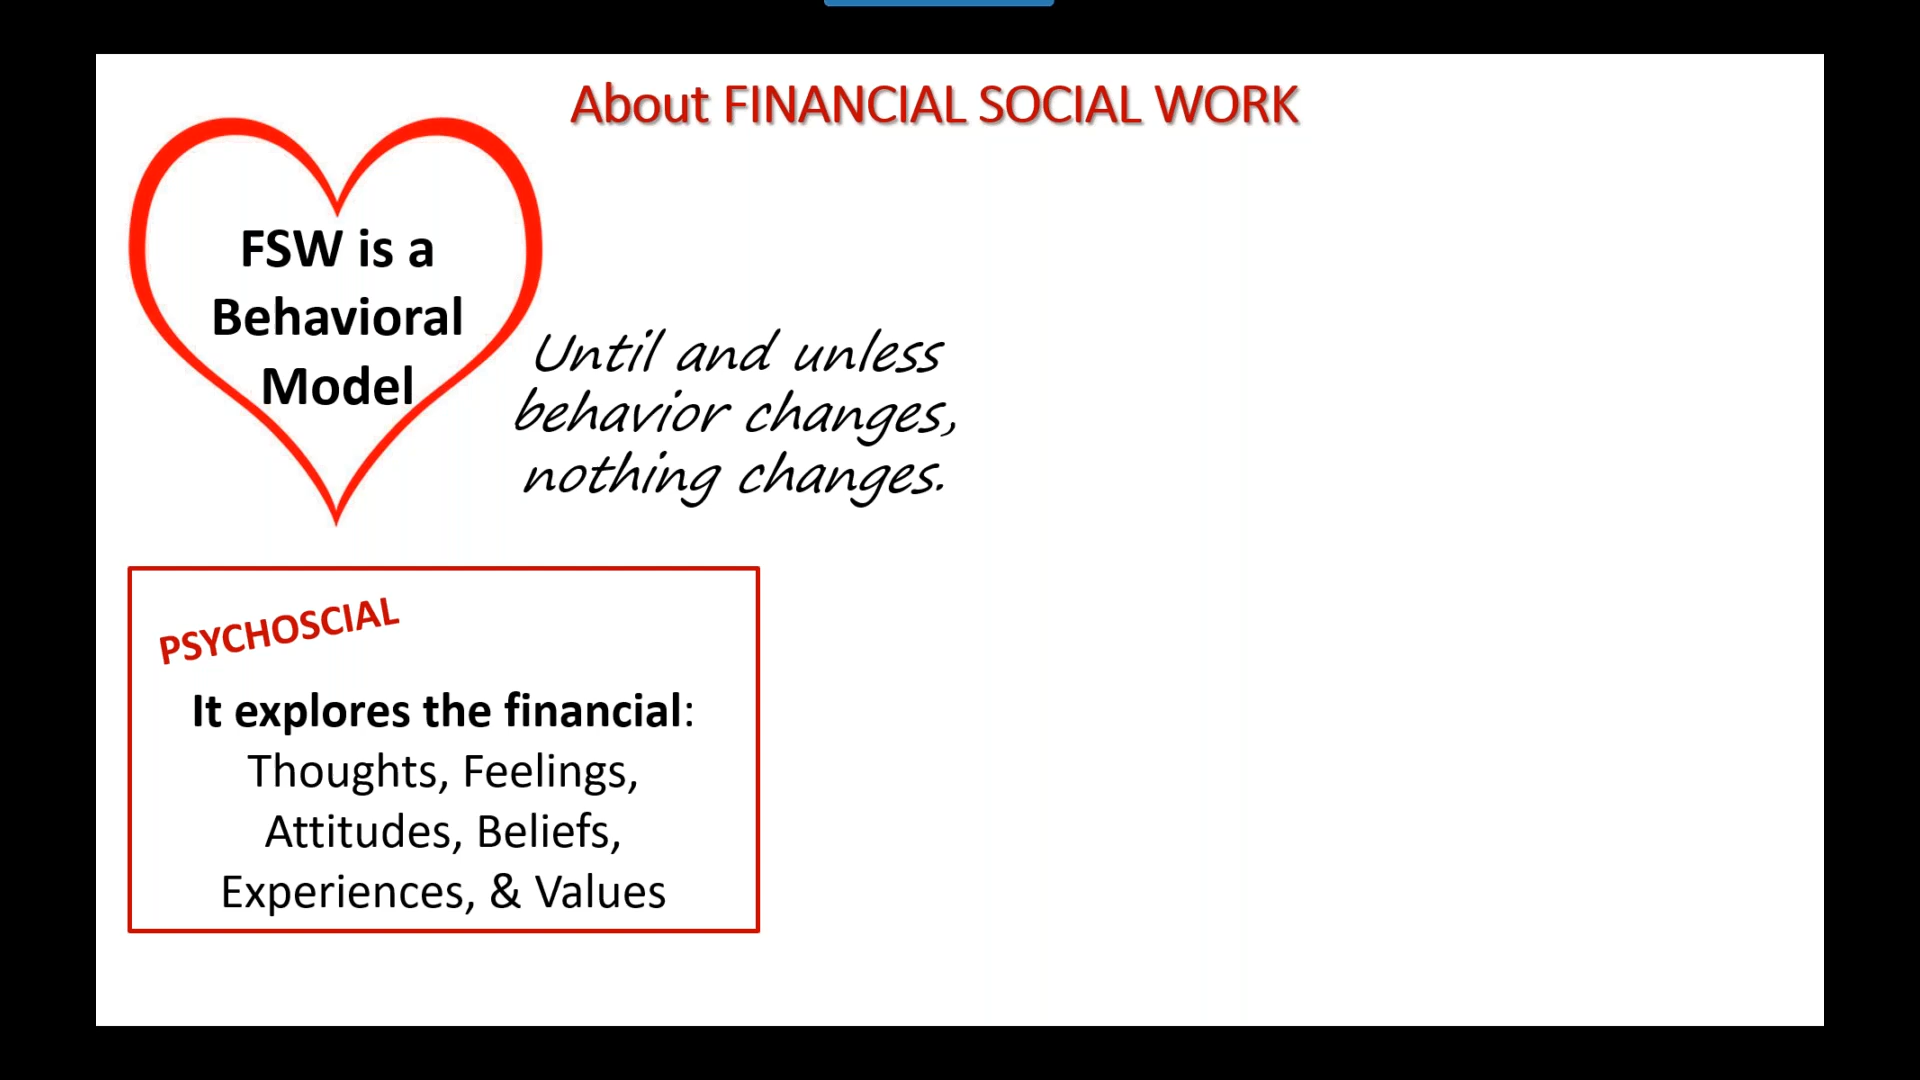 About FINANCIAL SOCIAL WORK
FSW is a
Behavioral
Model
Until and unless
behavior changes,
nothing changes.
PSYCHOSCIAL
It explores the financial:
Thoughts, Feelings,
Attitudes, Beliefs,
Experiences, & Values